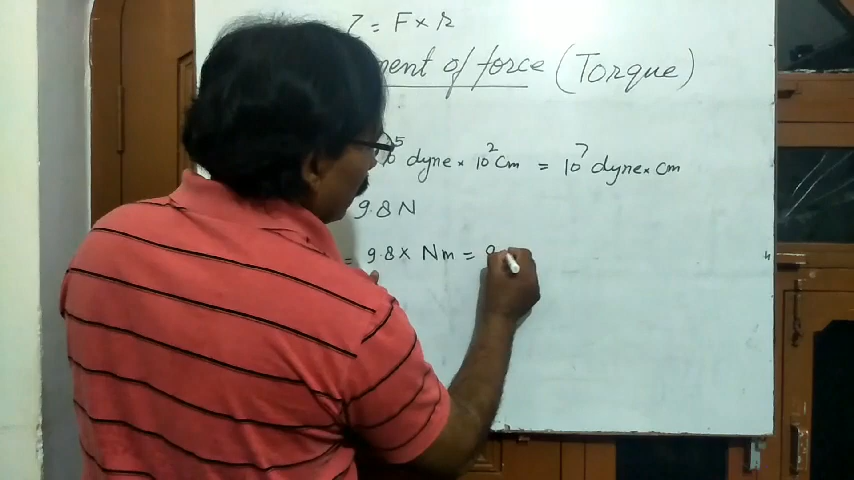 τ = F × r
ment of force (Torque)
10⁵ dyne × 10² Cm = 10⁷ dyne × cm
9.8 N
= 9.8 × Nm = 9